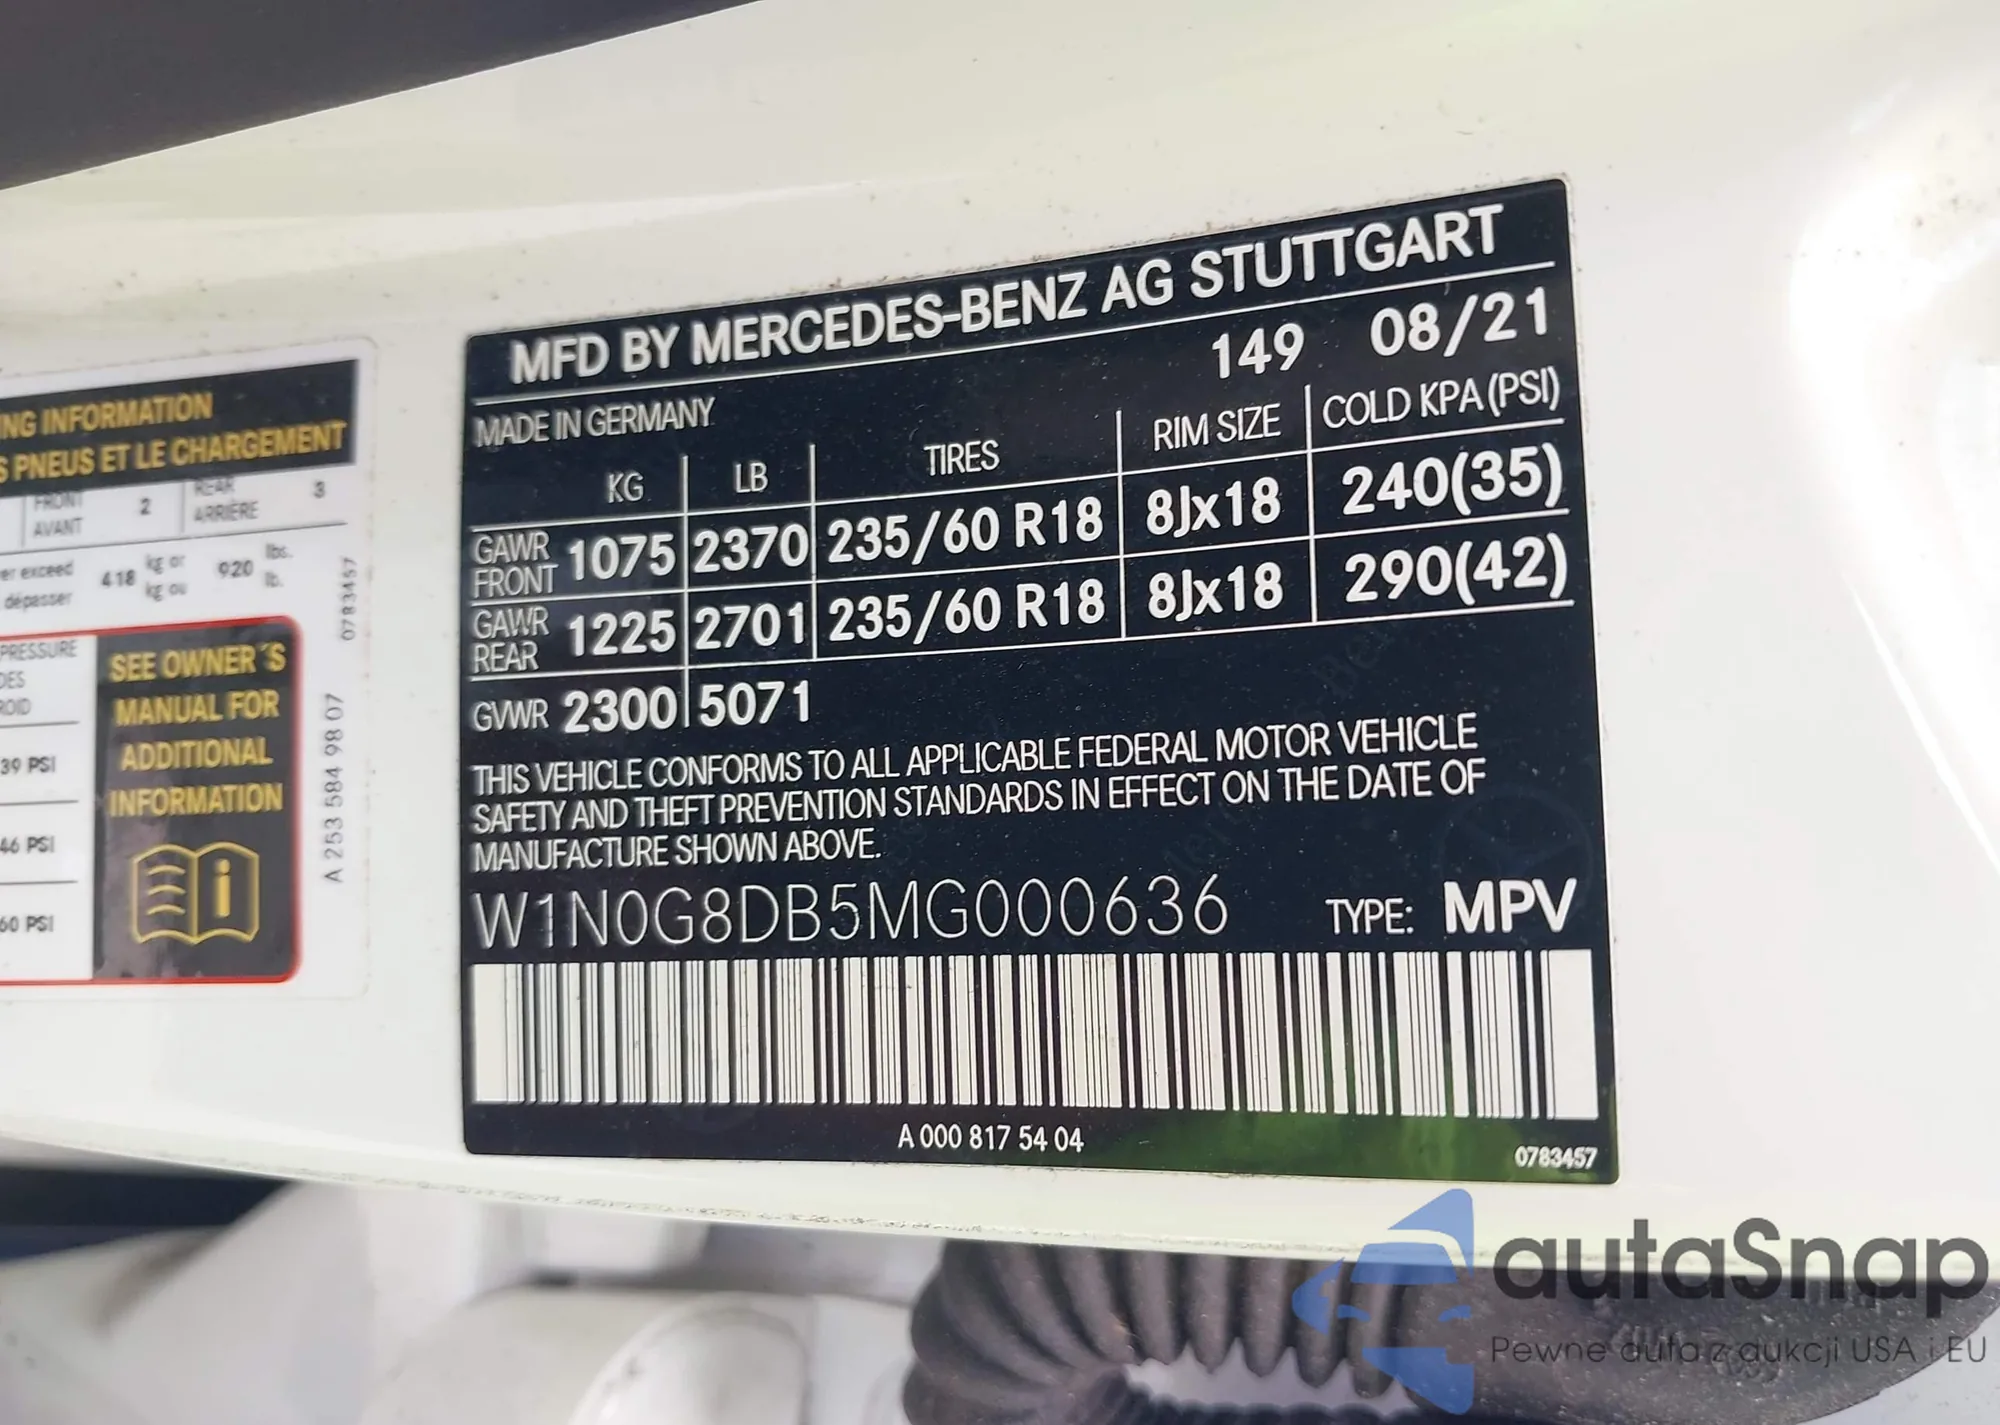 MFD BY MERCEDES-BENZ AG STUTTGART
149 08/21
MADE IN GERMANY
KG LB TIRES RIM SIZE COLD KPA (PSI)
GAWR FRONT 1075 2370 235/60 R18 8Jx18 240(35)
GAWR REAR 1225 2701 235/60 R18 8Jx18 290(42)
GVWR 2300 5071
THIS VEHICLE CONFORMS TO ALL APPLICABLE FEDERAL MOTOR VEHICLE
SAFETY AND THEFT PREVENTION STANDARDS IN EFFECT ON THE DATE OF
MANUFACTURE SHOWN ABOVE.
W1N0G8DB5MG000636 TYPE: MPV
A 000 817 54 04
0783457
INFORMATION
PNEUS ET LE CHARGEMENT
FRONT 2 REAR 3
AVANT ARRIÈRE
exceed 418 kg or 920 lbs.
dépasser kg ou lb.
0783457
PRESSURE
DES
39 PSI
46 PSI
60 PSI
SEE OWNER´S
MANUAL FOR
ADDITIONAL
INFORMATION
i
A 253 584 98 07
autaSnap
Pewne auta z aukcji USA i EU